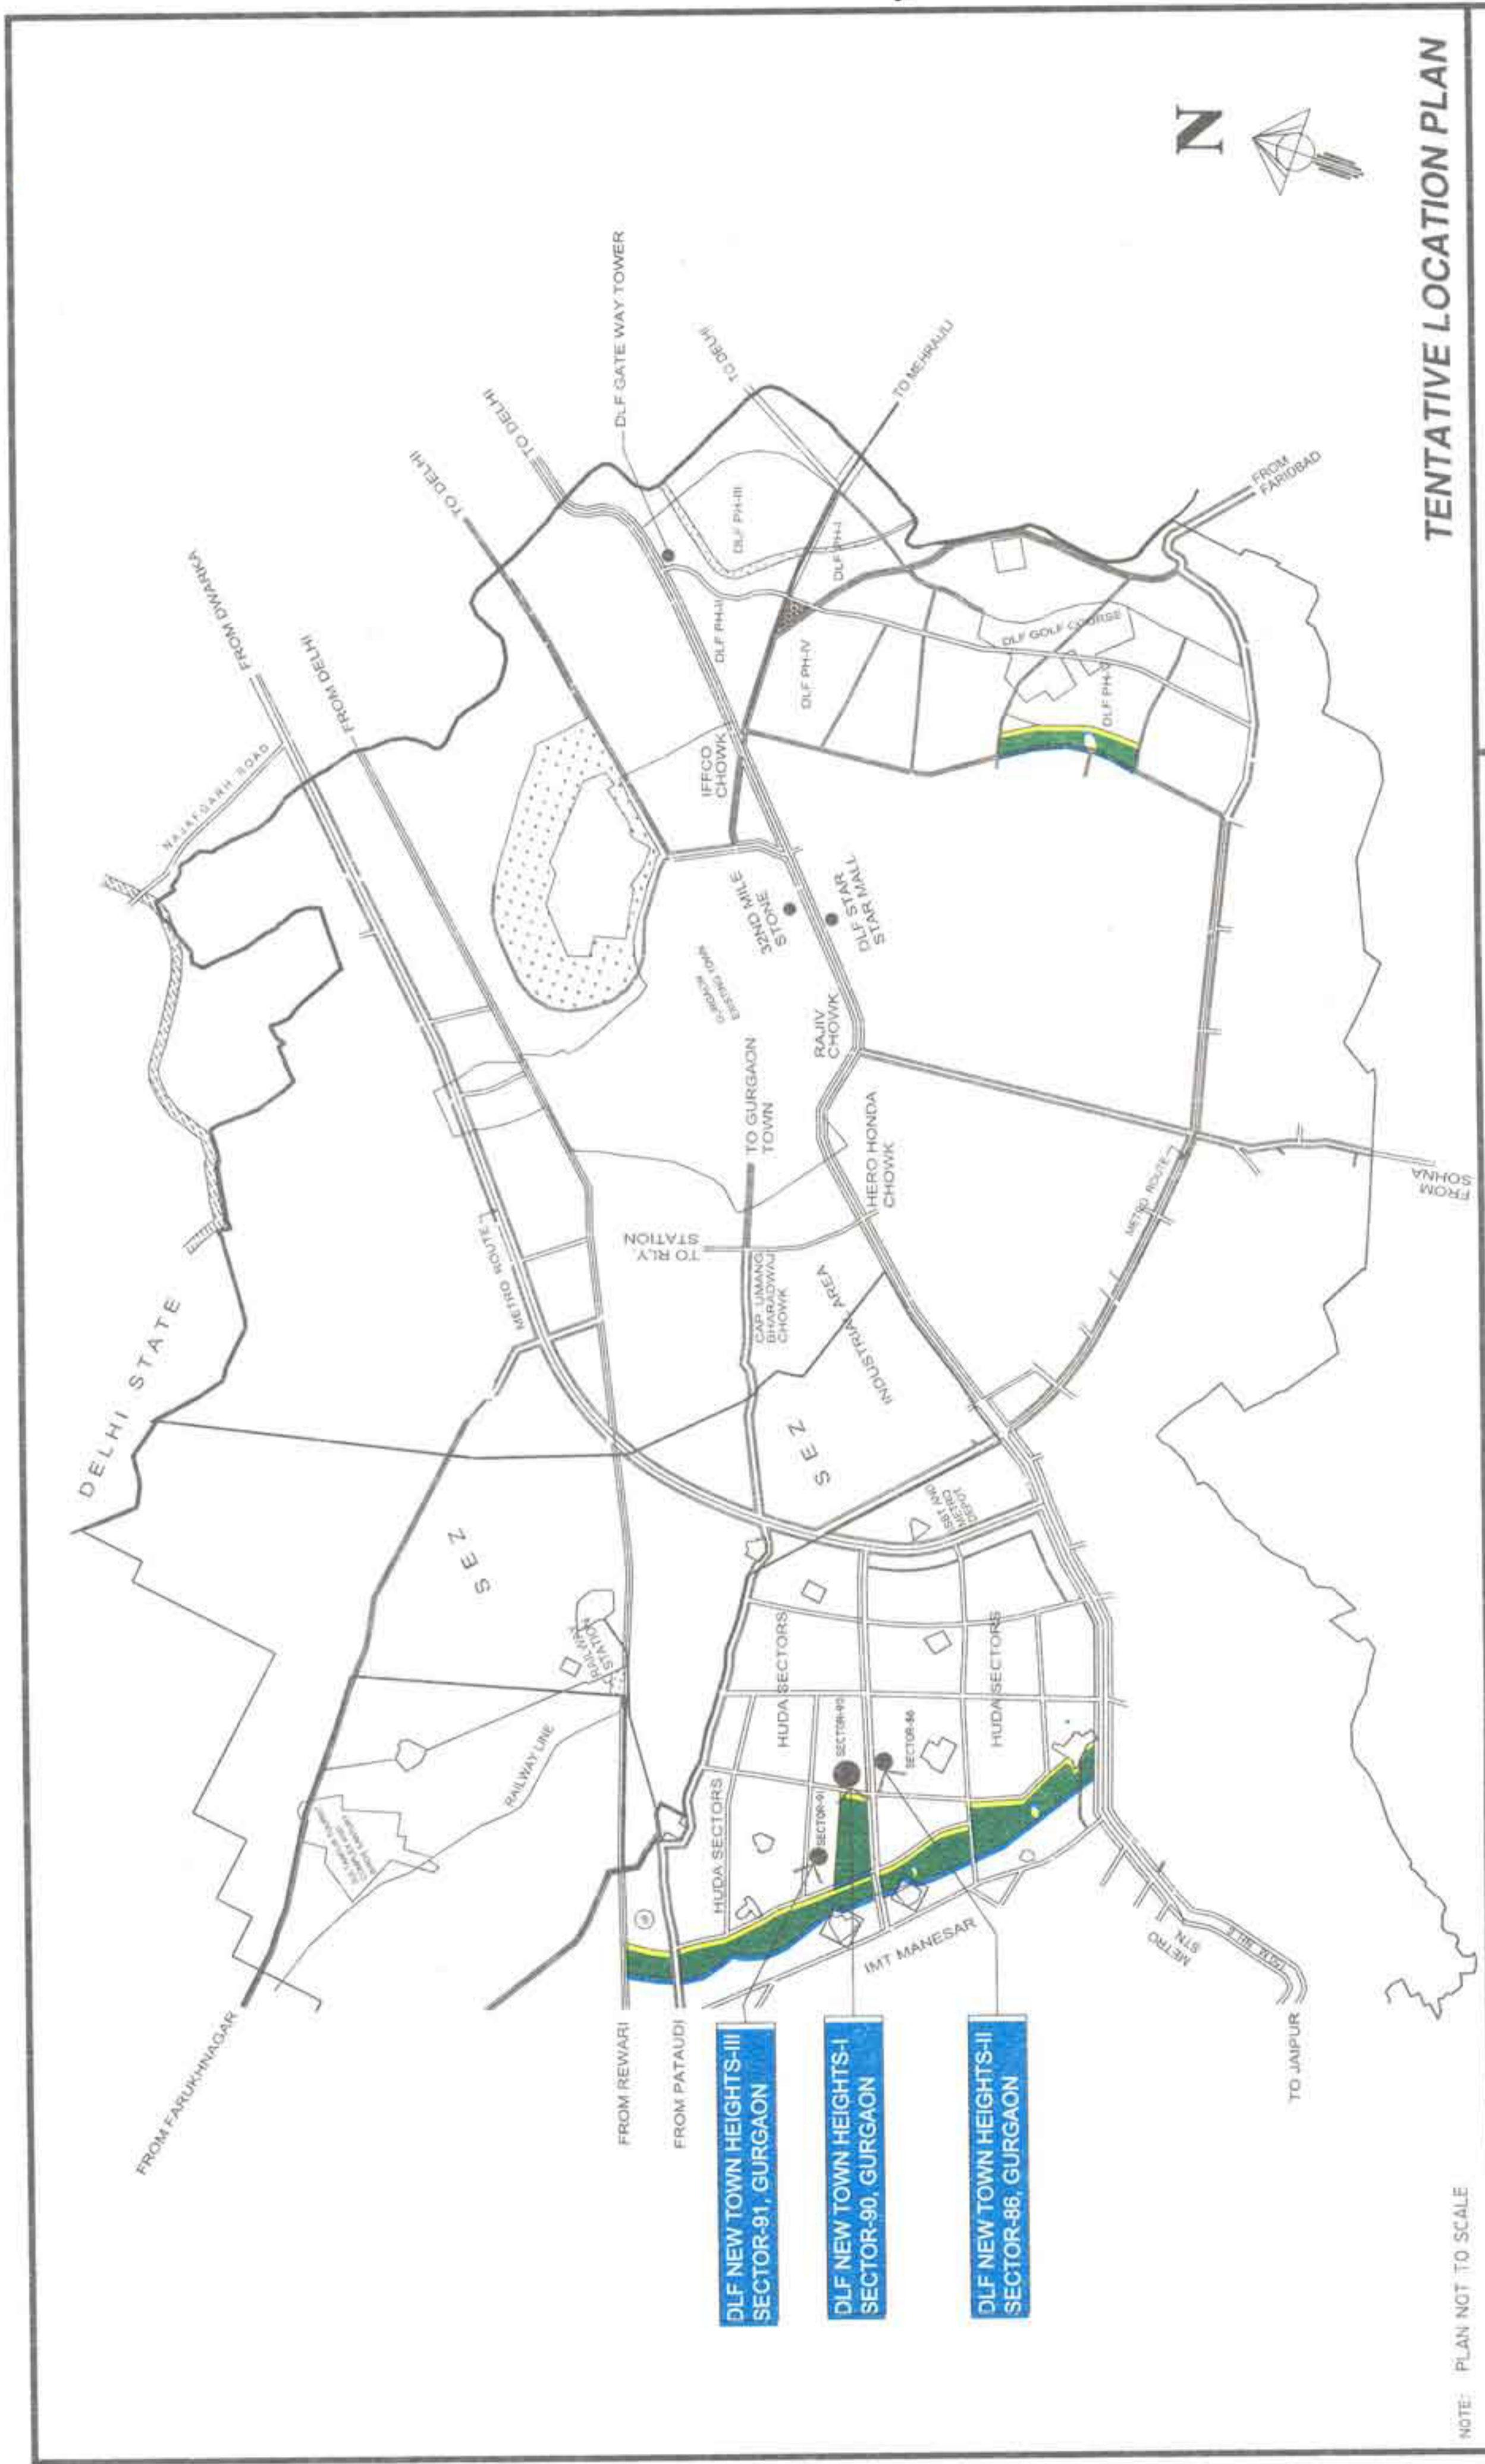 TENTATIVE LOCATION PLAN
N
DELHI STATE
NAJAFGARH ROAD
FROM DWARKA
FROM DELHI
TO DELHI
TO DELHI
DLF GATE WAY TOWER
TO DELHI
TO MEHRAULI
FROM
FARIDBAD
DLF PH-III
DLF PH-II
DLF PH-I
DLF PH-IV
DLF GOLF COURSE
IFFCO
CHOWK
32ND MILE
STONE
DLF STAR
STAR MALL
GURGAON
EXISTING TOWN
RAJIV
CHOWK
TO GURGAON
TOWN
HERO HONDA
CHOWK
TO RLY.
STATION
CAP. UMANG
BHARADWAJ
CHOWK
INDUSTRIAL AREA
METRO ROUTE
METRO ROUTE
FROM
SOHNA
SEZ
SEZ
ISBT AND
METRO
DEPOT
RAILWAY
STATION
RAILWAY LINE
HUDA SECTORS
HUDA SECTORS
HUDA SECTORS
SECTOR-90
SECTOR-86
SECTOR-91
IMT MANESAR
METRO
STN.
FROM FARUKHNAGAR
FROM REWARI
FROM PATAUDI
TO JAIPUR
DLF NEW TOWN HEIGHTS-III
SECTOR-91, GURGAON
DLF NEW TOWN HEIGHTS-I
SECTOR-90, GURGAON
DLF NEW TOWN HEIGHTS-II
SECTOR-86, GURGAON
NOTE: PLAN NOT TO SCALE